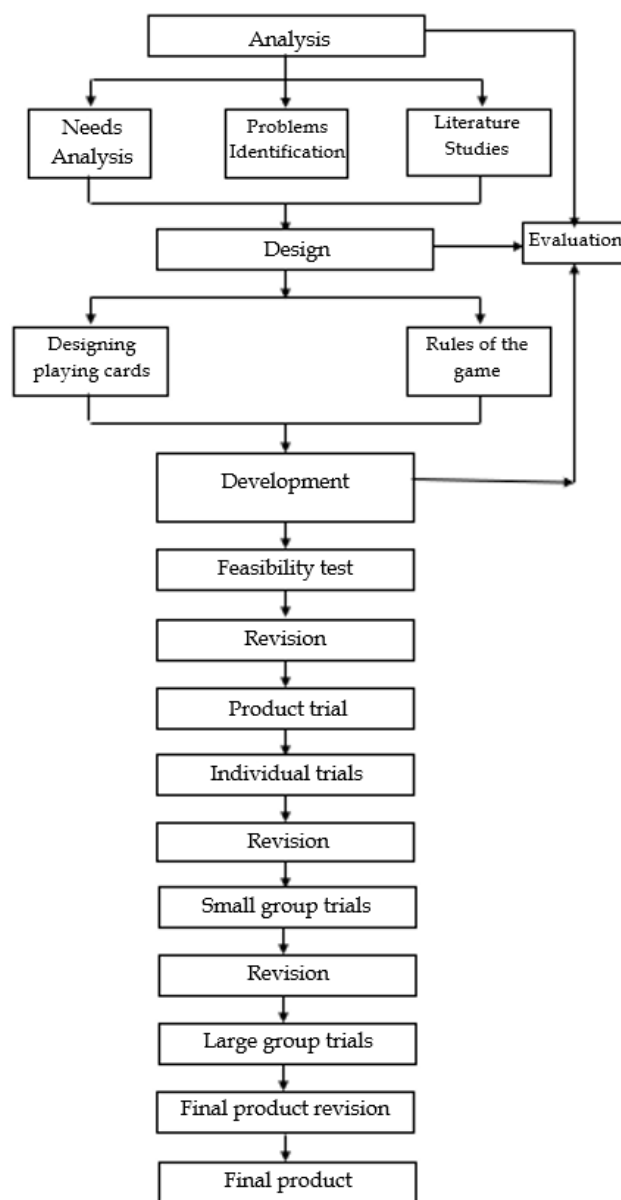 Analysis
Needs
Analysis
Problems
Identification
Literature
Studies
Design
Evaluation
Designing
playing cards
Rules of the
game
Development
Feasibility test
Revision
Product trial
Individual trials
Revision
Small group trials
Revision
Large group trials
Final product revision
Final product